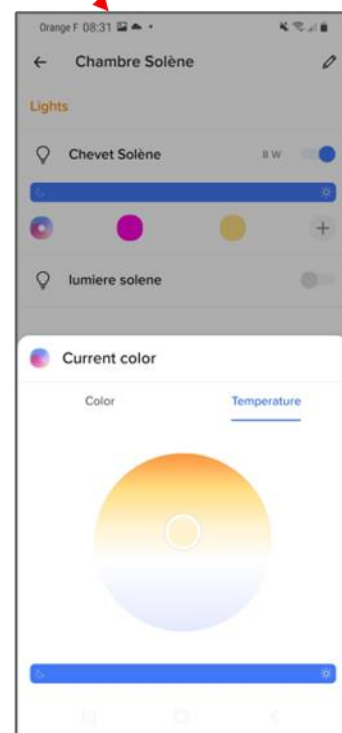 Orange F 08:31
Chambre Solène
Lights
Chevet Solène 8 W
lumiere solene
Current color
Color Temperature